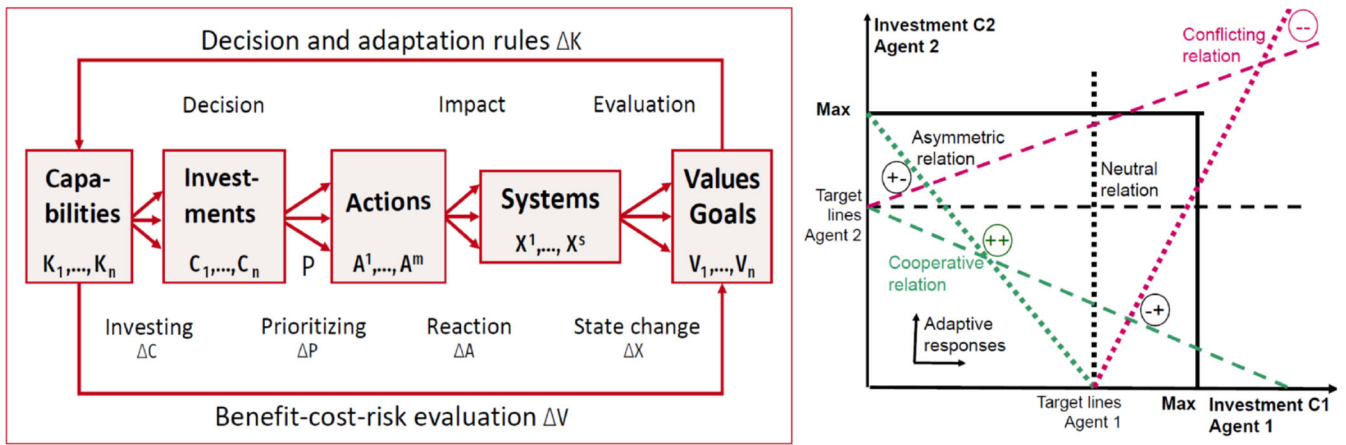 Decision and adaptation rules ΔK
Decision
Impact
Evaluation
Capa-
bilities
K1,..., Kn
Invest-
ments
C1,...,Cn
P
Actions
A¹,..., Aᵐ
Systems
X¹,..., Xˢ
Values
Goals
V1,...,Vn
Investing
ΔC
Prioritizing
ΔP
Reaction
ΔA
State change
ΔX
Benefit-cost-risk evaluation ΔV
Investment C2
Agent 2
Conflicting
relation
--
Max
Asymmetric
relation
+-
Neutral
relation
Target
lines
Agent 2
++
Cooperative
relation
-+
Adaptive
responses
Target lines
Agent 1
Max
Investment C1
Agent 1